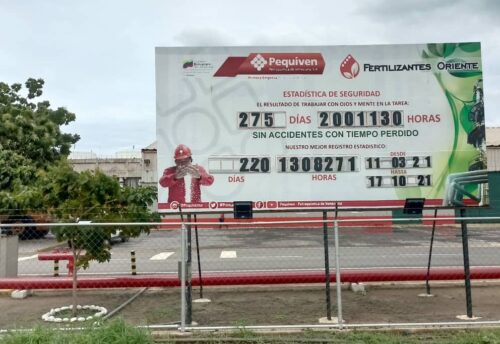 Pequiven
FERTILIZANTES ORIENTE
ESTADÍSTICA DE SEGURIDAD
EL RESULTADO DE TRABAJAR CON OJOS Y MENTE EN LA TAREA:
275 DÍAS 2001130 HORAS
SIN ACCIDENTES CON TIEMPO PERDIDO
NUESTRO MEJOR REGISTRO ESTADÍSTICO:
DESDE
220 1308271 11 03 21
DÍAS HORAS
HASTA
17 10 21